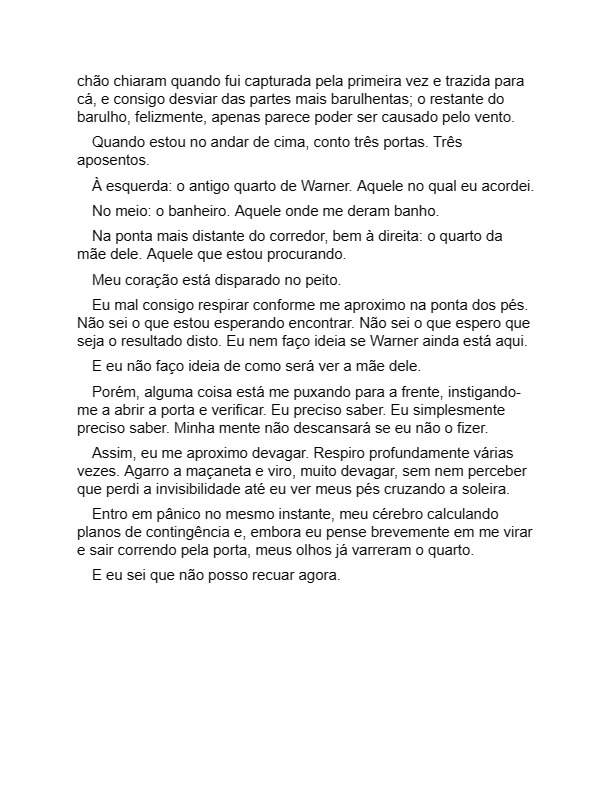 chão chiaram quando fui capturada pela primeira vez e trazida para
cá, e consigo desviar das partes mais barulhentas; o restante do
barulho, felizmente, apenas parece poder ser causado pelo vento.
Quando estou no andar de cima, conto três portas. Três
aposentos.
À esquerda: o antigo quarto de Warner. Aquele no qual eu acordei.
No meio: o banheiro. Aquele onde me deram banho.
Na ponta mais distante do corredor, bem à direita: o quarto da
mãe dele. Aquele que estou procurando.
Meu coração está disparado no peito.
Eu mal consigo respirar conforme me aproximo na ponta dos pés.
Não sei o que estou esperando encontrar. Não sei o que espero que
seja o resultado disto. Eu nem faço ideia se Warner ainda está aqui.
E eu não faço ideia de como será ver a mãe dele.
Porém, alguma coisa está me puxando para a frente, instigando-
me a abrir a porta e verificar. Eu preciso saber. Eu simplesmente
preciso saber. Minha mente não descansará se eu não o fizer.
Assim, eu me aproximo devagar. Respiro profundamente várias
vezes. Agarro a maçaneta e viro, muito devagar, sem nem perceber
que perdi a invisibilidade até eu ver meus pés cruzando a soleira.
Entro em pânico no mesmo instante, meu cérebro calculando
planos de contingência e, embora eu pense brevemente em me virar
e sair correndo pela porta, meus olhos já varreram o quarto.
E eu sei que não posso recuar agora.